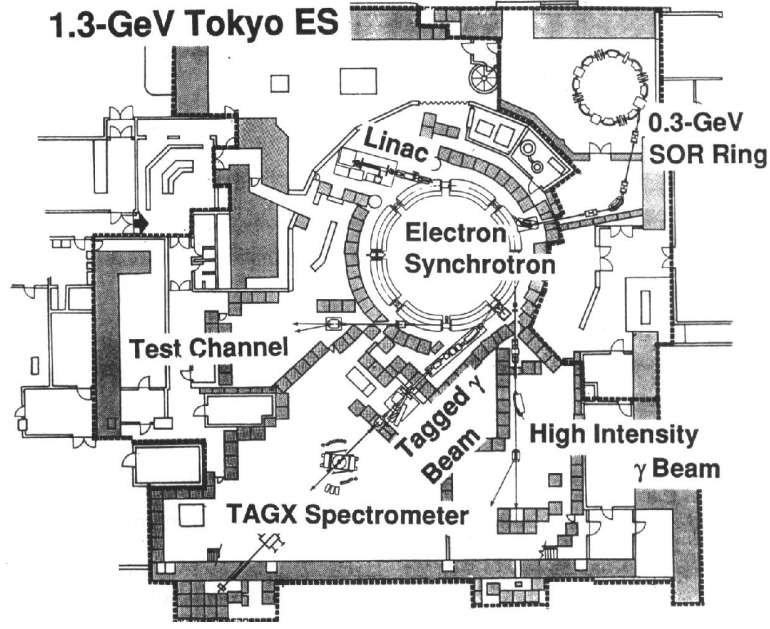 1.3-GeV Tokyo ES
0.3-GeV
SOR Ring
Linac
Electron
Synchrotron
Test Channel
Tagged γ
Beam
High Intensity
γ Beam
TAGX Spectrometer